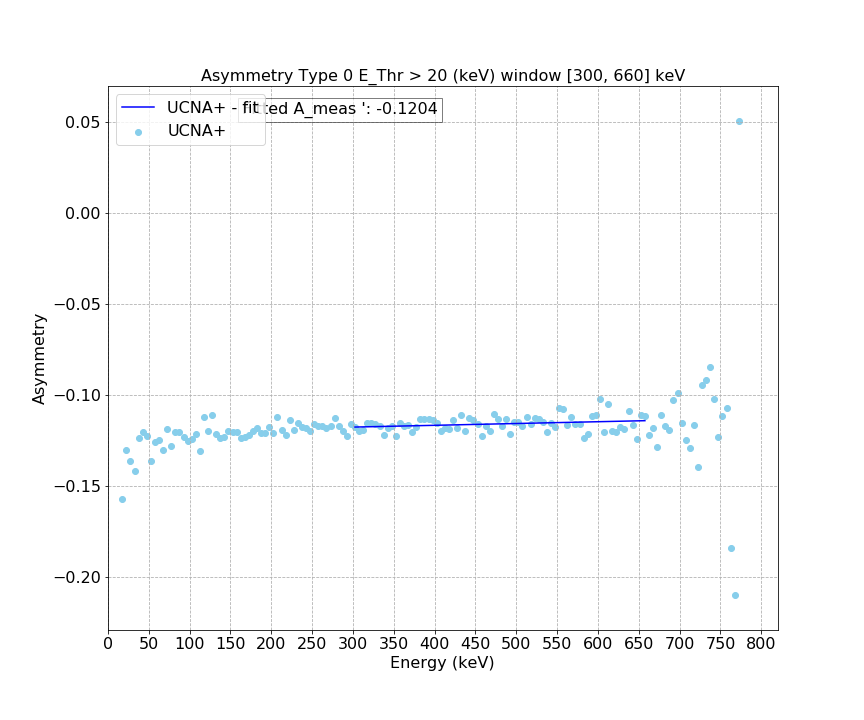 Asymmetry Type 0 E_Thr > 20 (keV) window [300, 660] keV
UCNA+ - fit
ted A_meas ': -0.1204
UCNA+
0.05
0.00
−0.05
−0.10
−0.15
−0.20
Asymmetry
0 50 100 150 200 250 300 350 400 450 500 550 600 650 700 750 800
Energy (keV)